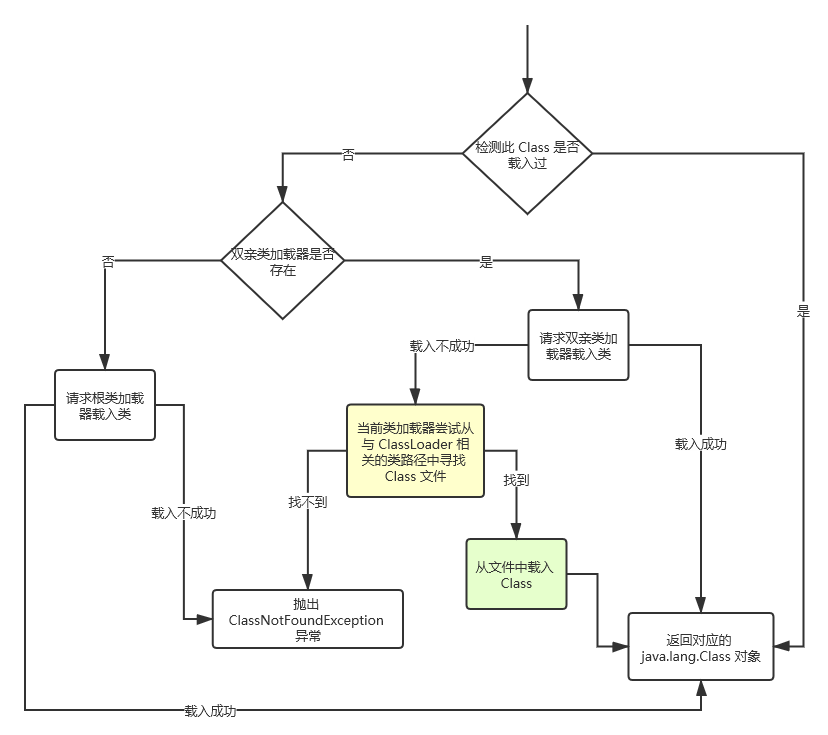 检测此 Class 是否
载入过
否
是
双亲类加载器是否
存在
否
是
请求双亲类加
载器载入类
载入不成功
载入成功
请求根类加载
器载入类
当前类加载器尝试从
与 ClassLoader 相
关的类路径中寻找
Class 文件
找不到
找到
载入不成功
从文件中载入
Class
抛出
ClassNotFoundException
异常
返回对应的
java.lang.Class 对象
载入成功